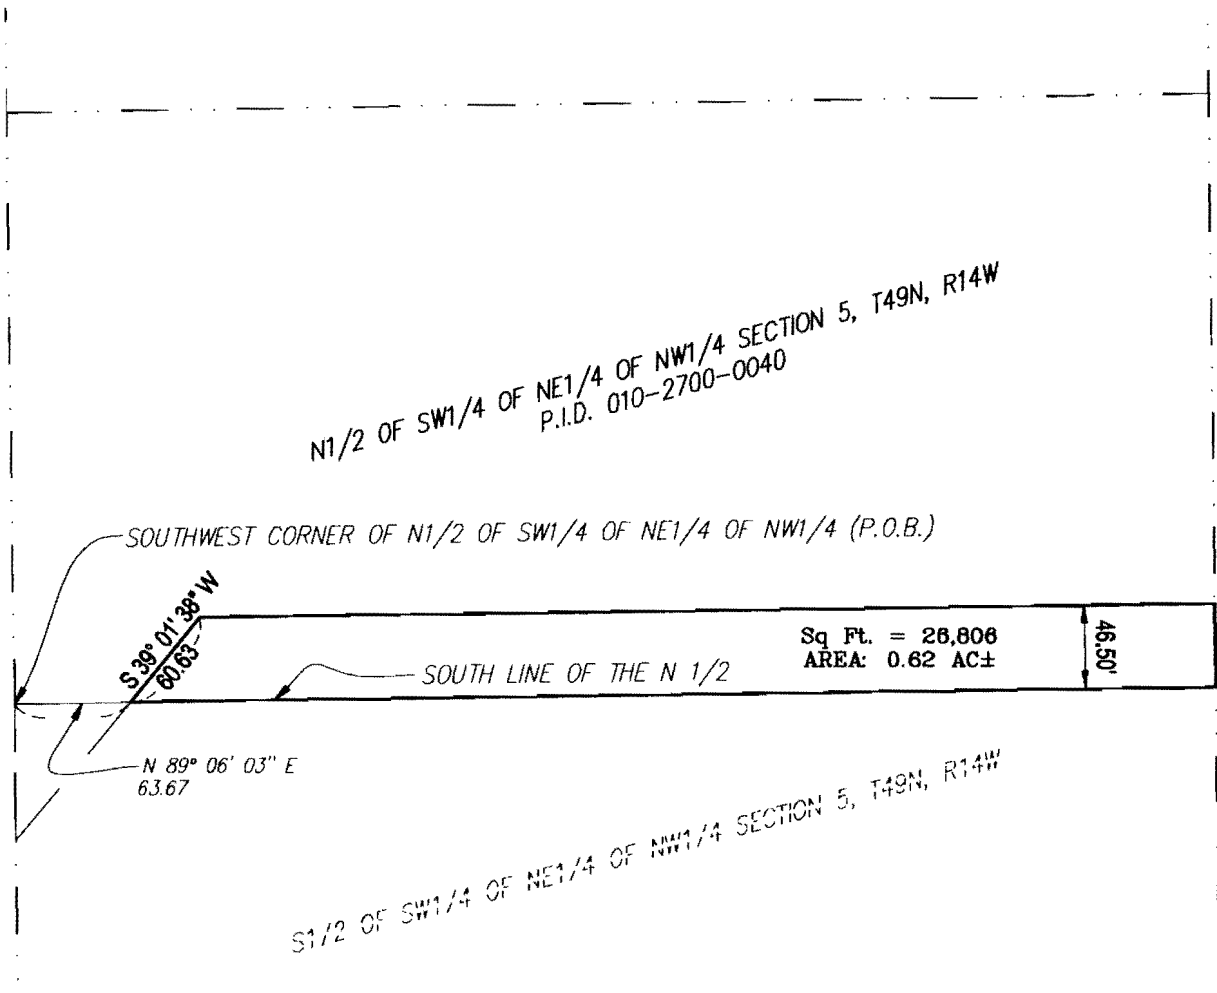 N1/2 OF SW1/4 OF NE1/4 OF NW1/4 SECTION 5, T49N, R14W
P.I.D. 010-2700-0040
SOUTHWEST CORNER OF N1/2 OF SW1/4 OF NE1/4 OF NW1/4 (P.O.B.)
S 39° 01' 38" W
60.63
Sq Ft. = 26,806
AREA: 0.62 AC±
46.50'
SOUTH LINE OF THE N 1/2
N 89° 06' 03" E
63.67
S1/2 OF SW1/4 OF NE1/4 OF NW1/4 SECTION 5, T49N, R14W